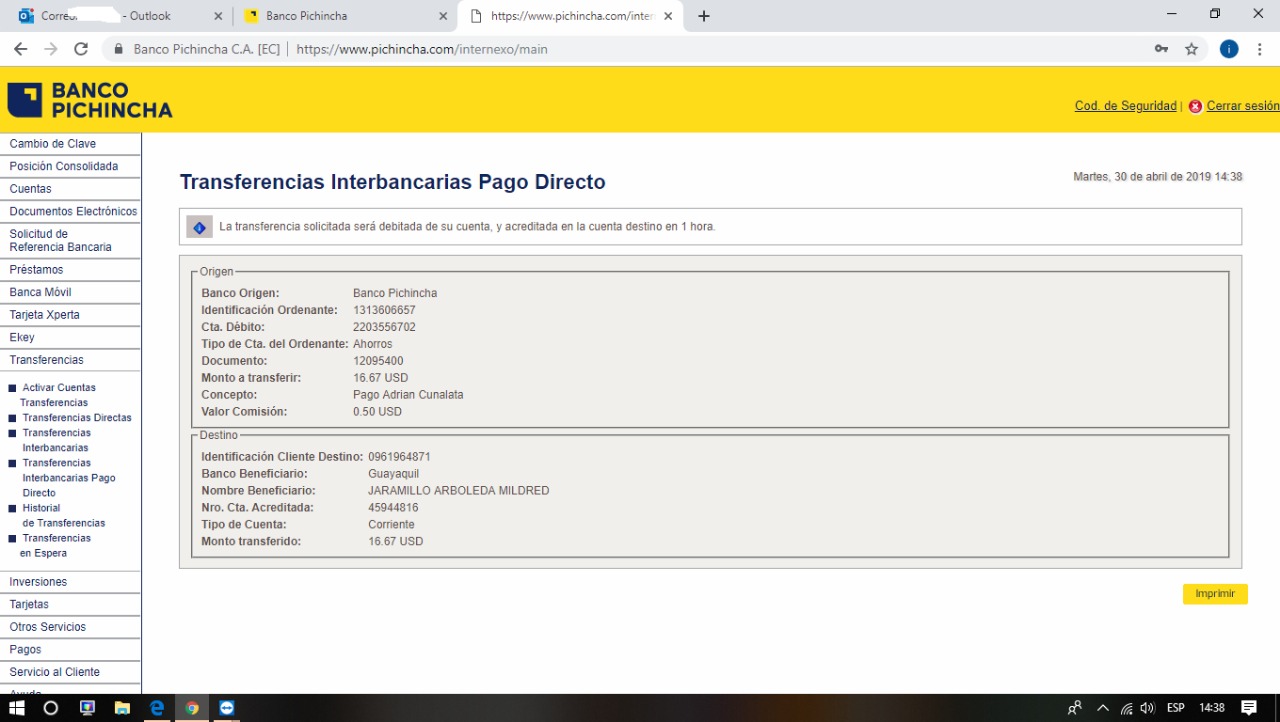 Correo - Outlook
Banco Pichincha
https://www.pichincha.com/inter
Banco Pichincha C.A. [EC] | https://www.pichincha.com/internexo/main
BANCO
PICHINCHA
Cod. de Seguridad | Cerrar sesión
Cambio de Clave
Posición Consolidada
Cuentas
Documentos Electrónicos
Solicitud de
Referencia Bancaria
Préstamos
Banca Móvil
Tarjeta Xperta
Ekey
Transferencias
Activar Cuentas
Transferencias
Transferencias Directas
Transferencias
Interbancarias
Transferencias
Interbancarias Pago
Directo
Historial
de Transferencias
Transferencias
en Espera
Inversiones
Tarjetas
Otros Servicios
Pagos
Servicio al Cliente
Ayuda
Transferencias Interbancarias Pago Directo
Martes, 30 de abril de 2019 14:38
La transferencia solicitada será debitada de su cuenta, y acreditada en la cuenta destino en 1 hora.
Origen
Banco Origen: Banco Pichincha
Identificación Ordenante: 1313606657
Cta. Débito: 2203556702
Tipo de Cta. del Ordenante: Ahorros
Documento: 12095400
Monto a transferir: 16.67 USD
Concepto: Pago Adrian Cunalata
Valor Comisión: 0.50 USD
Destino
Identificación Cliente Destino: 0961964871
Banco Beneficiario: Guayaquil
Nombre Beneficiario: JARAMILLO ARBOLEDA MILDRED
Nro. Cta. Acreditada: 45944816
Tipo de Cuenta: Corriente
Monto transferido: 16.67 USD
Imprimir
ESP 14:38